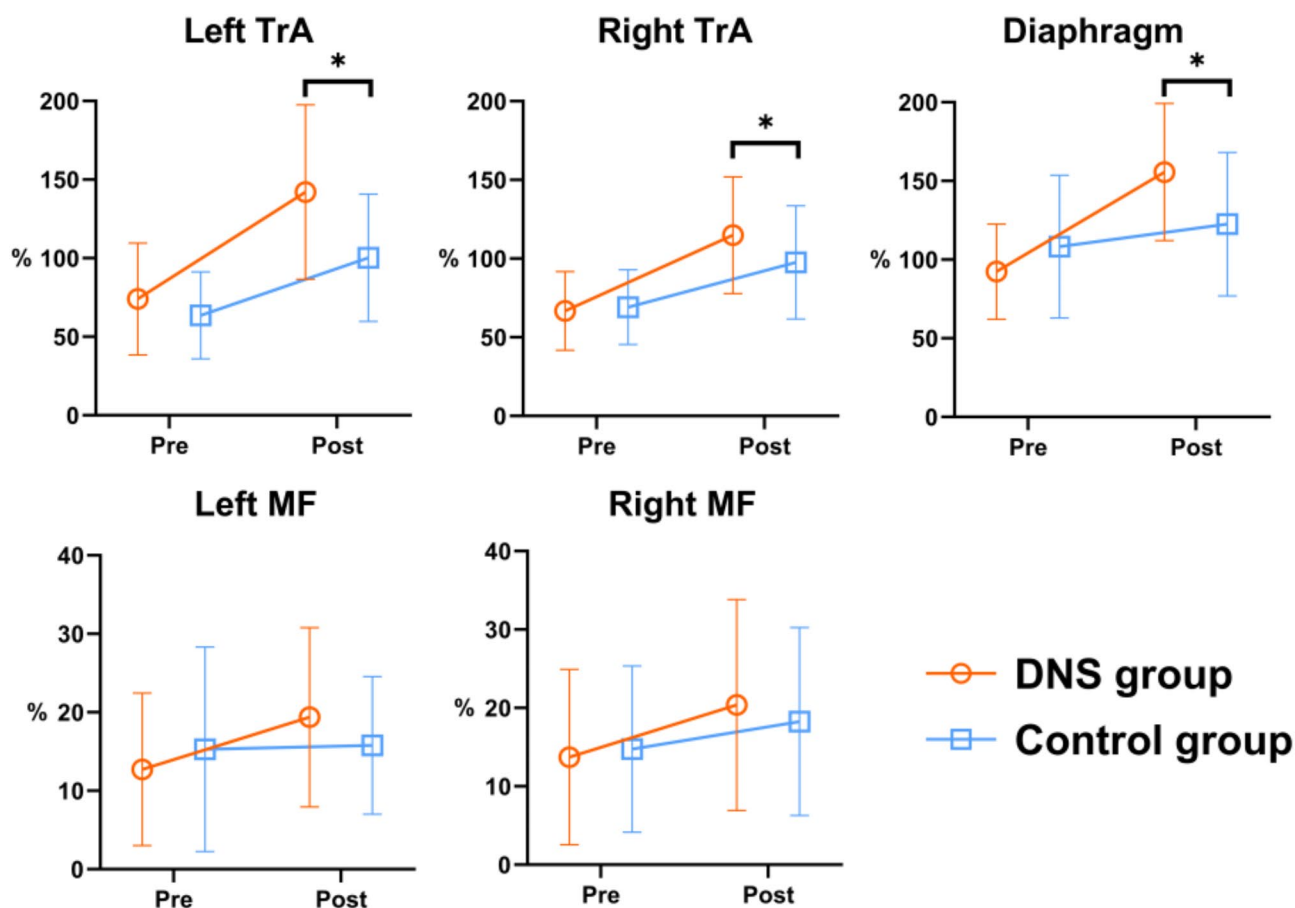 Left TrA
*
200
150
100
50
0
%
Pre
Post
Right TrA
*
200
150
100
50
0
%
Pre
Post
Diaphragm
*
200
150
100
50
0
%
Pre
Post
Left MF
40
30
20
10
0
%
Pre
Post
Right MF
40
30
20
10
0
%
Pre
Post
DNS group
Control group